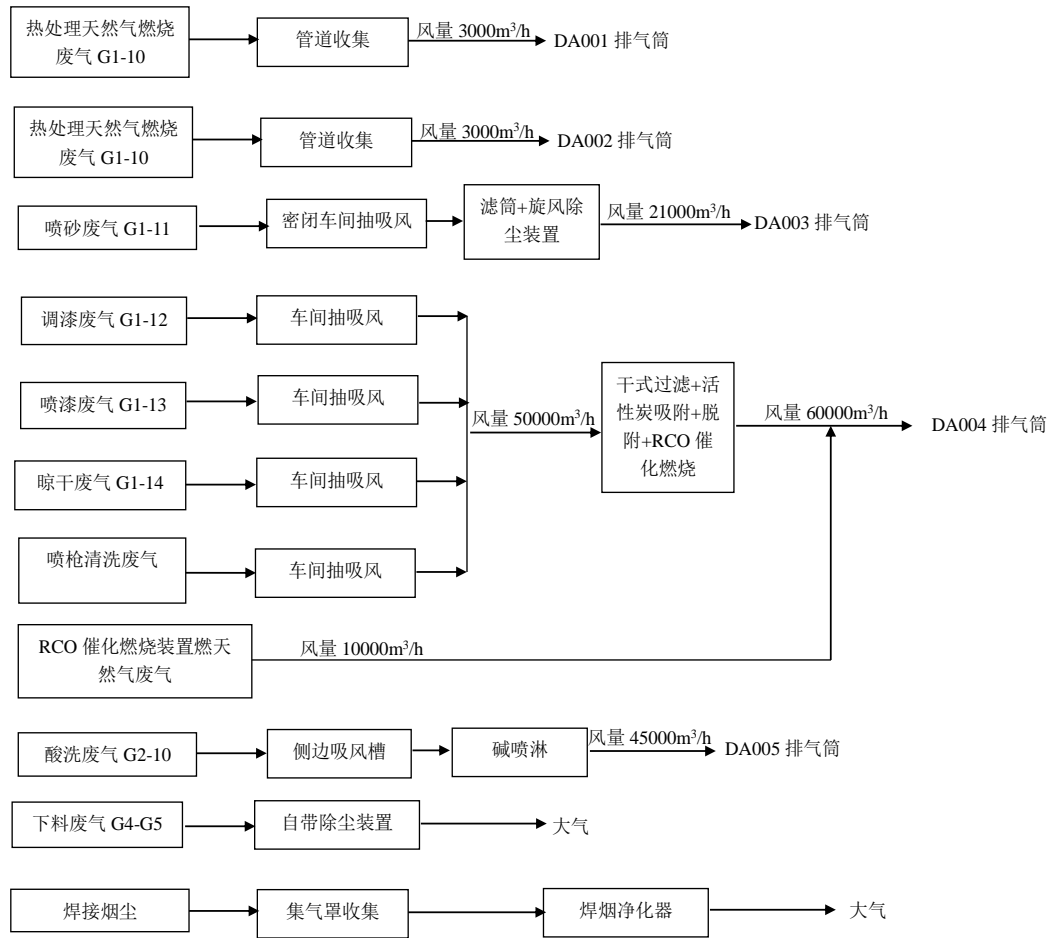 热处理天然气燃烧
废气 G1-10
管道收集
风量 3000m³/h
DA001 排气筒
热处理天然气燃烧
废气 G1-10
管道收集
风量 3000m³/h
DA002 排气筒
喷砂废气 G1-11
密闭车间抽吸风
滤筒+旋风除
尘装置
风量 21000m³/h
DA003 排气筒
调漆废气 G1-12
车间抽吸风
喷漆废气 G1-13
车间抽吸风
晾干废气 G1-14
车间抽吸风
喷枪清洗废气
车间抽吸风
风量 50000m³/h
干式过滤+活
性炭吸附+脱
附+RCO 催
化燃烧
风量 60000m³/h
DA004 排气筒
RCO 催化燃烧装置燃天
然气废气
风量 10000m³/h
酸洗废气 G2-10
侧边吸风槽
碱喷淋
风量 45000m³/h
DA005 排气筒
下料废气 G4-G5
自带除尘装置
大气
焊接烟尘
集气罩收集
焊烟净化器
大气